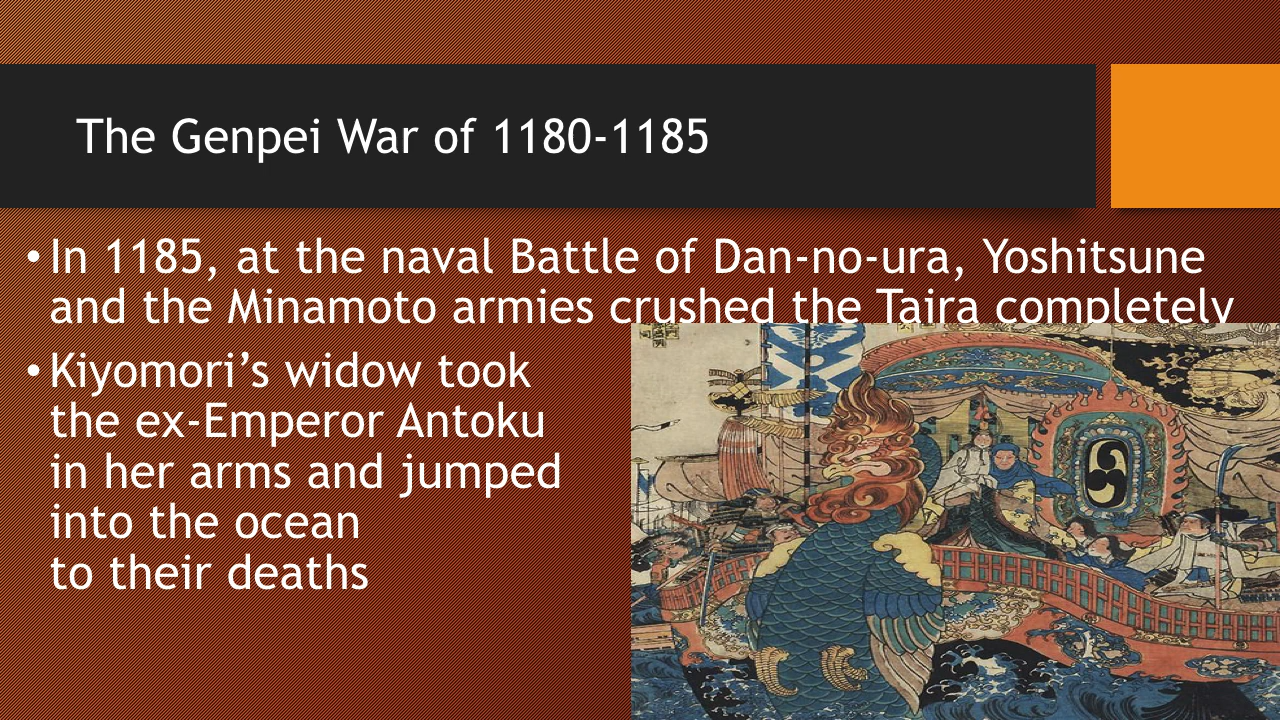 The Genpei War of 1180-1185
• In 1185, at the naval Battle of Dan-no-ura, Yoshitsune
and the Minamoto armies crushed the Taira completely
• Kiyomori’s widow took
the ex-Emperor Antoku
in her arms and jumped
into the ocean
to their deaths